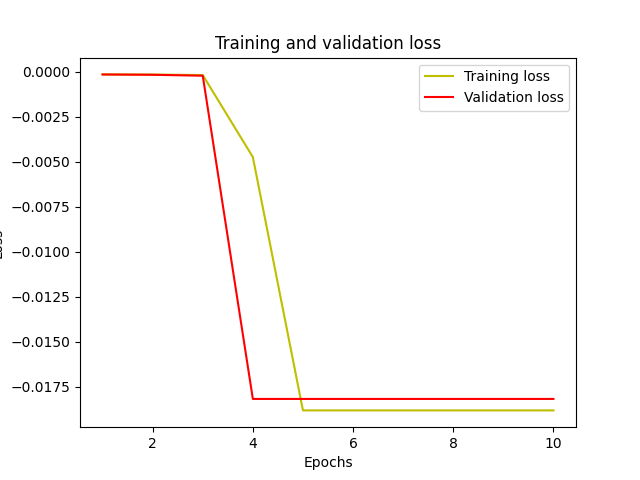 Training and validation loss
Training loss
Validation loss
0.0000
−0.0025
−0.0050
−0.0075
−0.0100
−0.0125
−0.0150
−0.0175
Loss
2 4 6 8 10
Epochs